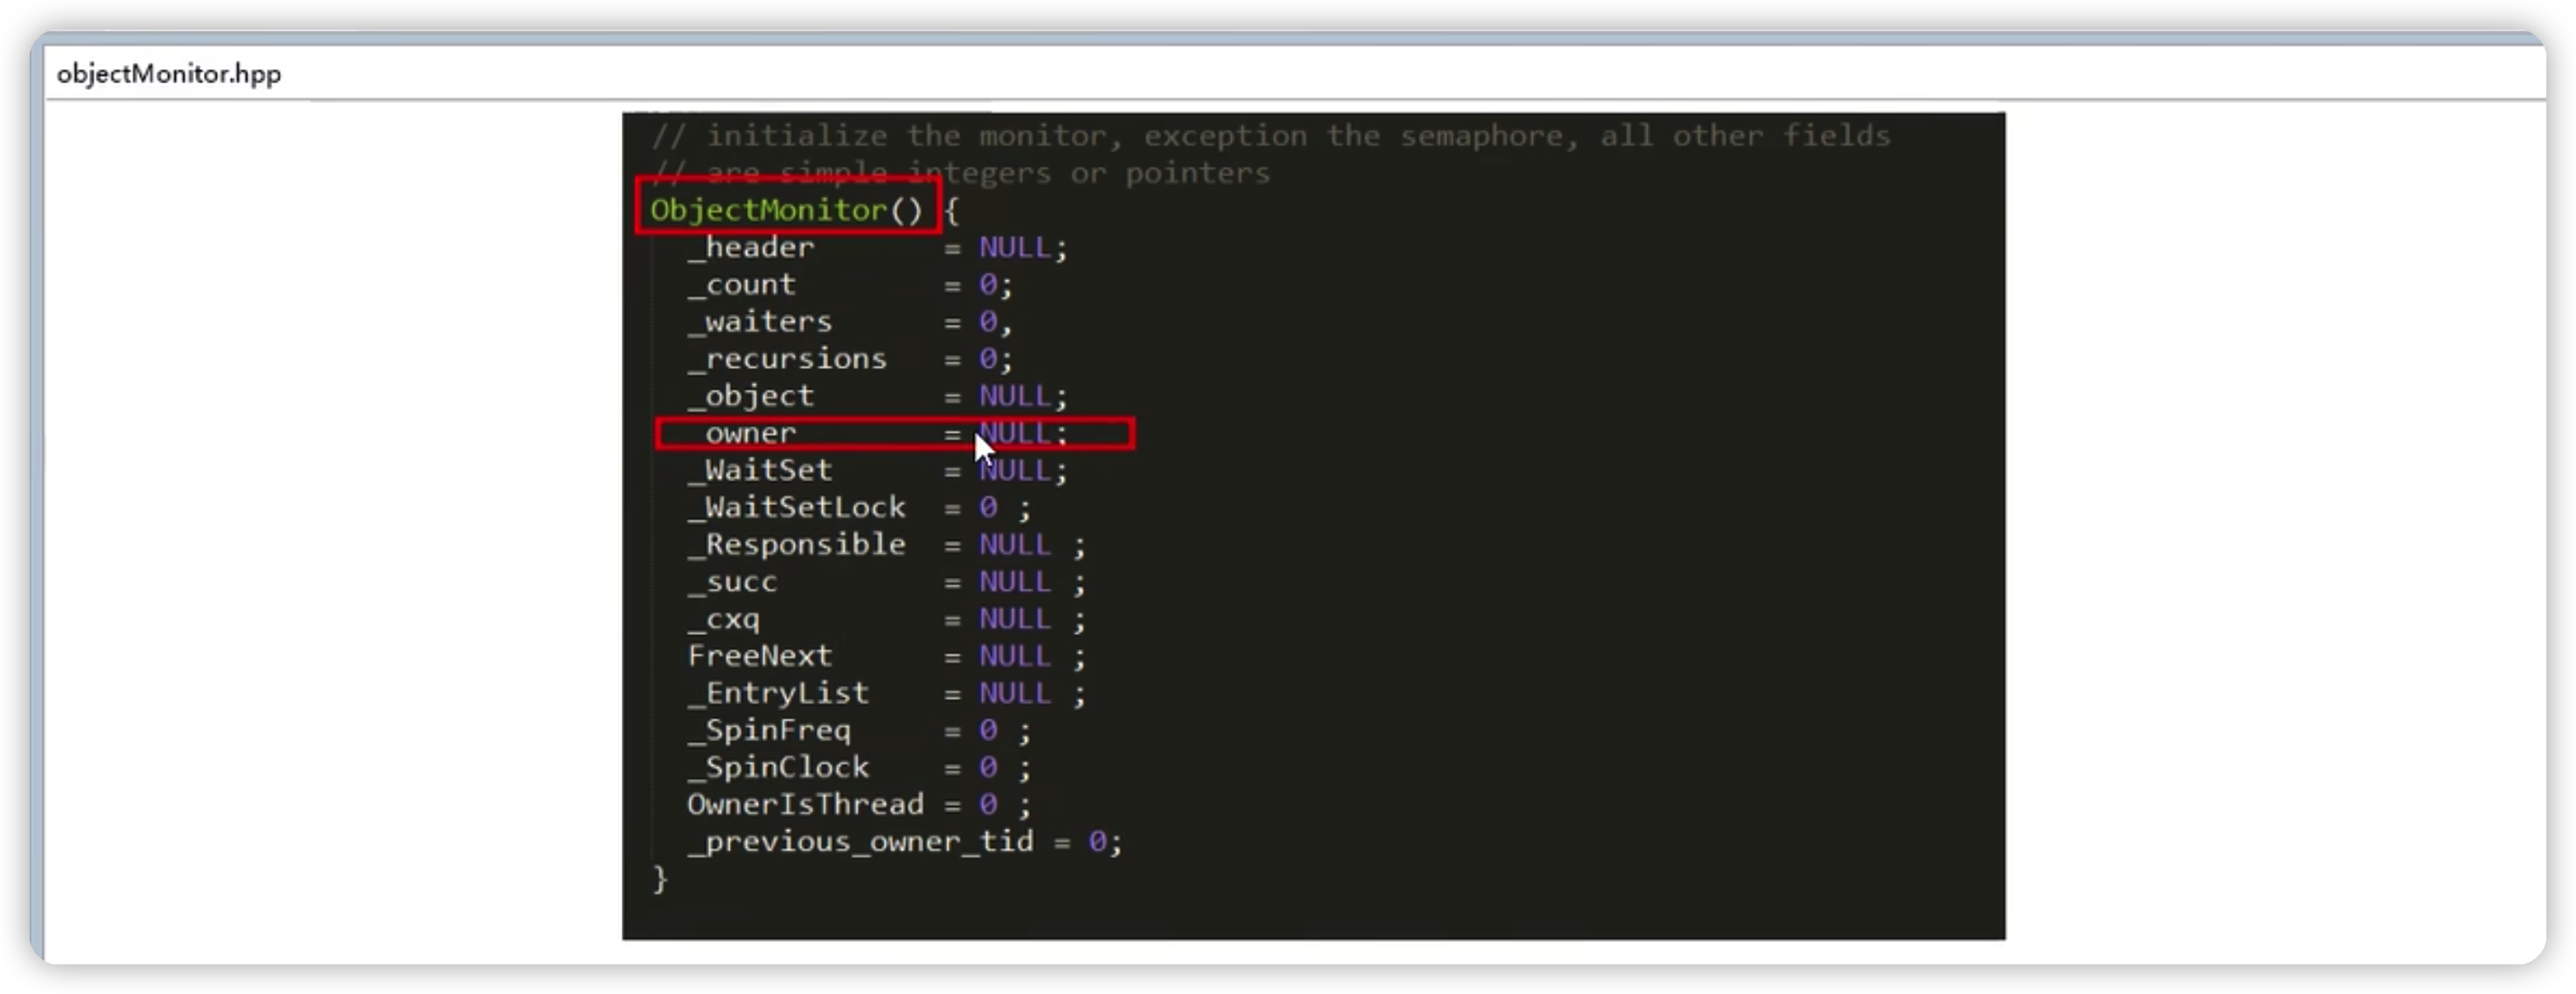 objectMonitor.hpp
// initialize the monitor, exception the semaphore, all other fields
// are simple integers or pointers
ObjectMonitor() {
_header = NULL;
_count = 0;
_waiters = 0,
_recursions = 0;
_object = NULL;
_owner = NULL;
_WaitSet = NULL;
_WaitSetLock = 0 ;
_Responsible = NULL ;
_succ = NULL ;
_cxq = NULL ;
FreeNext = NULL ;
_EntryList = NULL ;
_SpinFreq = 0 ;
_SpinClock = 0 ;
OwnerIsThread = 0 ;
_previous_owner_tid = 0;
}